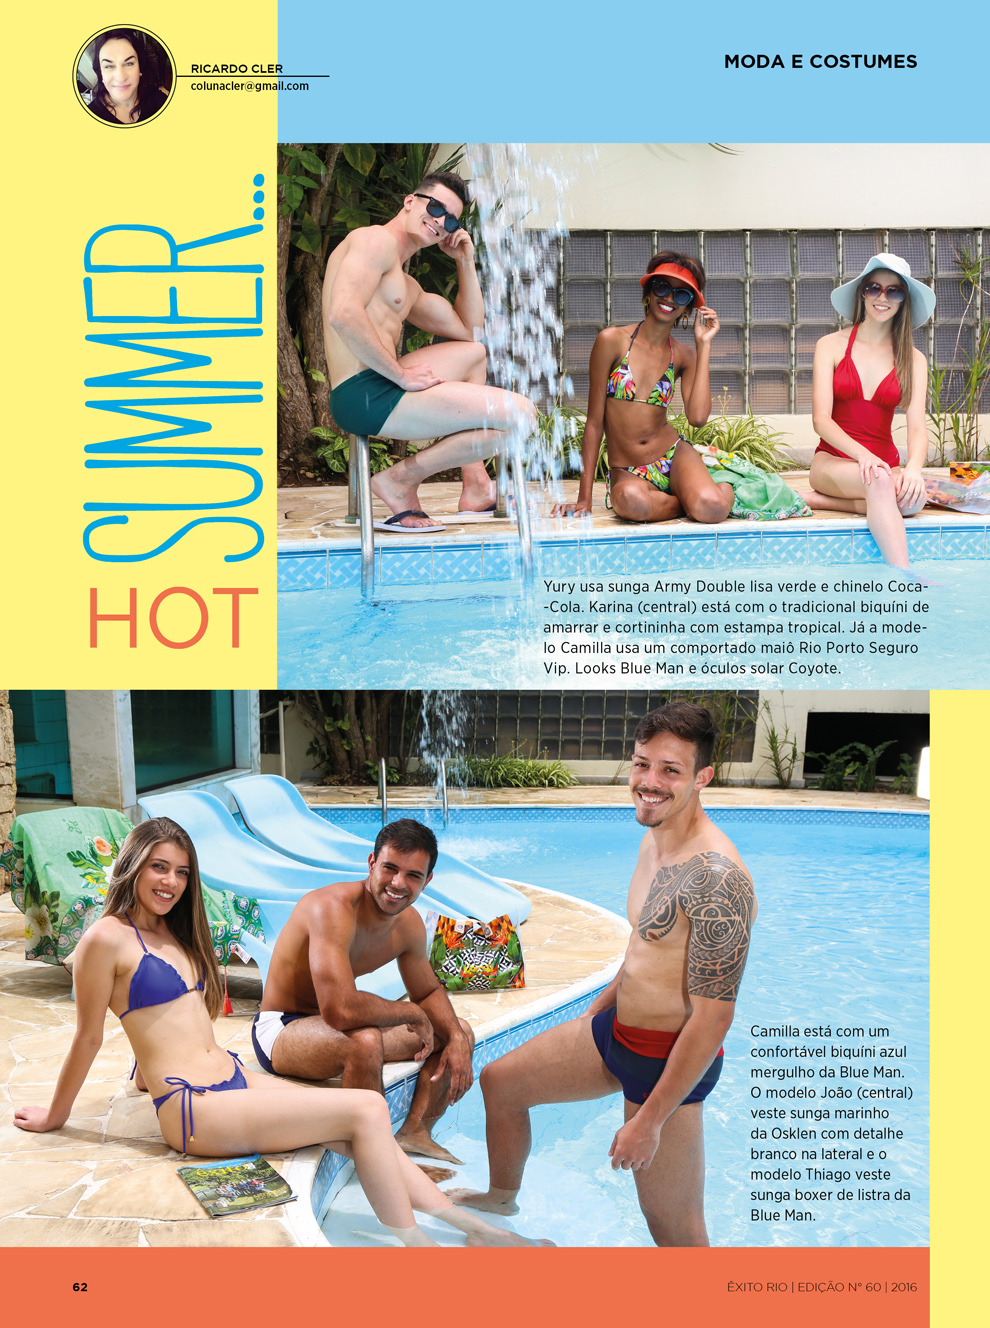 RICARDO CLER
colunacler@gmail.com
MODA E COSTUMES
HOT SUMMER...
Yury usa sunga Army Double lisa verde e chinelo Coca-
-Cola. Karina (central) está com o tradicional biquíni de
amarrar e cortininha com estampa tropical. Já a mode-
lo Camilla usa um comportado maiô Rio Porto Seguro
Vip. Looks Blue Man e óculos solar Coyote.
Camilla está com um
confortável biquíni azul
mergulho da Blue Man.
O modelo João (central)
veste sunga marinho
da Osklen com detalhe
branco na lateral e o
modelo Thiago veste
sunga boxer de listra da
Blue Man.
62
ÊXITO RIO | EDIÇÃO N° 60 | 2016